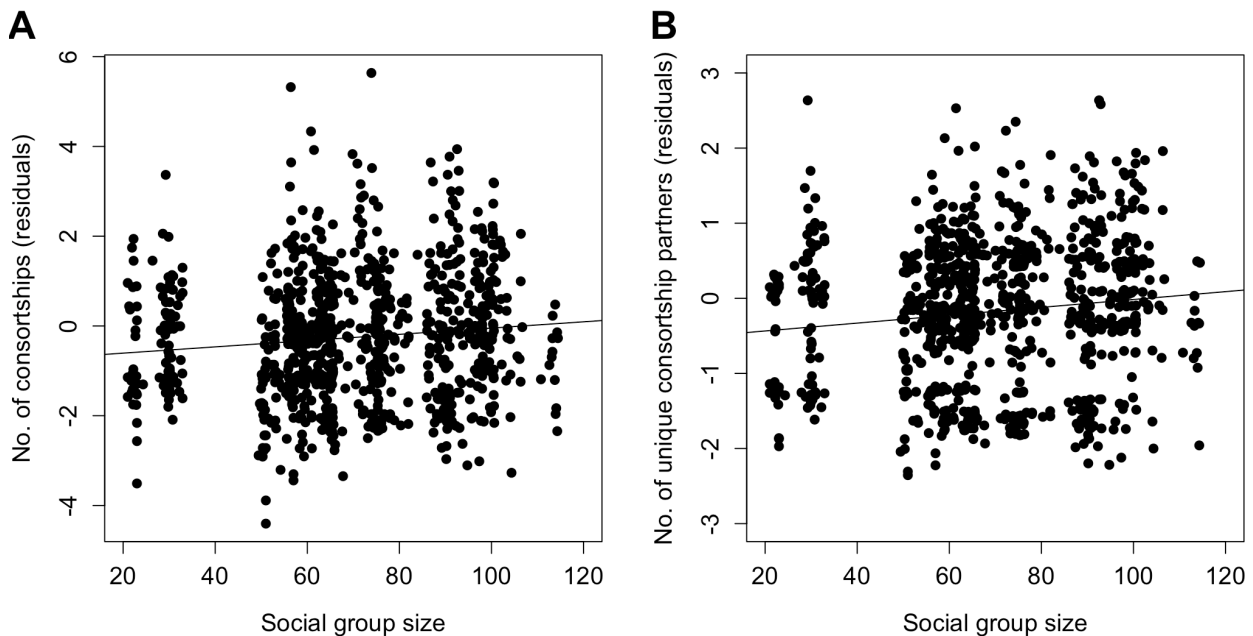 A
No. of consortships (residuals)
6
4
2
0
-2
-4
20 40 60 80 100 120
Social group size
B
No. of unique consortship partners (residuals)
3
2
1
0
-1
-2
-3
20 40 60 80 100 120
Social group size